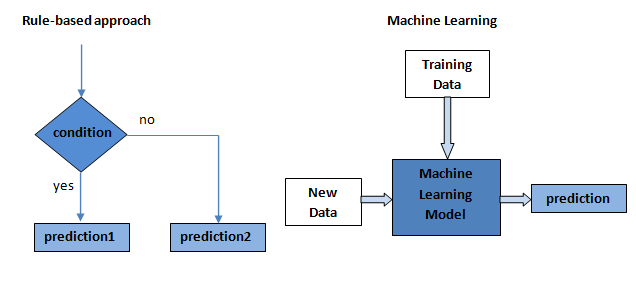 Rule-based approach
condition
no
yes
prediction1
prediction2
Machine Learning
Training
Data
New
Data
Machine
Learning
Model
prediction